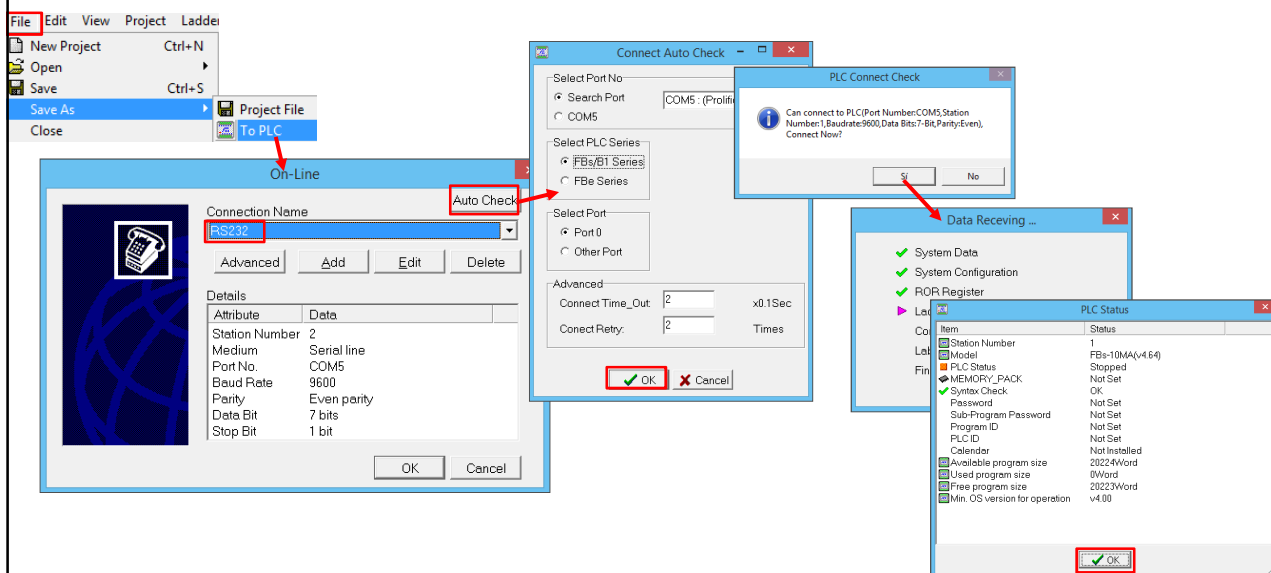 File Edit View Project Ladder
New Project Ctrl+N
Open
Save Ctrl+S
Save As
Close
Project File
To PLC
On-Line
Auto Check
Connection Name
RS232
Advanced Add Edit Delete
Details
Attribute Data
Station Number 2
Medium Serial line
Port No. COM5
Baud Rate 9600
Parity Even parity
Data Bit 7 bits
Stop Bit 1 bit
OK Cancel
Connect Auto Check
Select Port No
Search Port COM5 : (Prolifi
COM5
Select PLC Series
FBs/B1 Series
FBe Series
Select Port
Port 0
Other Port
Advanced
Connect Time_Out: 2 x0.1Sec
Conect Retry: 2 Times
OK Cancel
PLC Connect Check
Can connect to PLC(Port Number:COM5,Station
Number:1,Baudrate:9600,Data Bits:7-Bit,Parity:Even),
Connect Now?
Sí No
Data Receving ...
System Data
System Configuration
ROR Register
Lad
Co
Lab
Fin
PLC Status
Item Status
Station Number 1
Model FBs-10MA(v4.64)
PLC Status Stopped
MEMORY_PACK Not Set
Syntax Check OK
Password Not Set
Sub-Program Password Not Set
Program ID Not Set
PLC ID Not Set
Calendar Not Installed
Available program size 20224Word
Used program size 0Word
Free program size 20223Word
Min. OS version for operation v4.00
OK